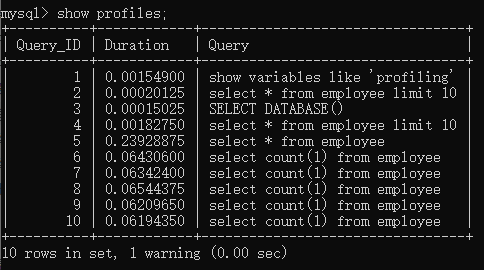 mysql> show profiles;
+----------+------------+--------------------------------+
| Query_ID | Duration | Query |
+----------+------------+--------------------------------+
| 1 | 0.00154900 | show variables like 'profiling' |
| 2 | 0.00020125 | select * from employee limit 10 |
| 3 | 0.00015025 | SELECT DATABASE() |
| 4 | 0.00182750 | select * from employee limit 10 |
| 5 | 0.23928875 | select * from employee |
| 6 | 0.06430600 | select count(1) from employee |
| 7 | 0.06342400 | select count(1) from employee |
| 8 | 0.06544375 | select count(1) from employee |
| 9 | 0.06209650 | select count(1) from employee |
| 10 | 0.06194350 | select count(1) from employee |
+----------+------------+--------------------------------+
10 rows in set, 1 warning (0.00 sec)